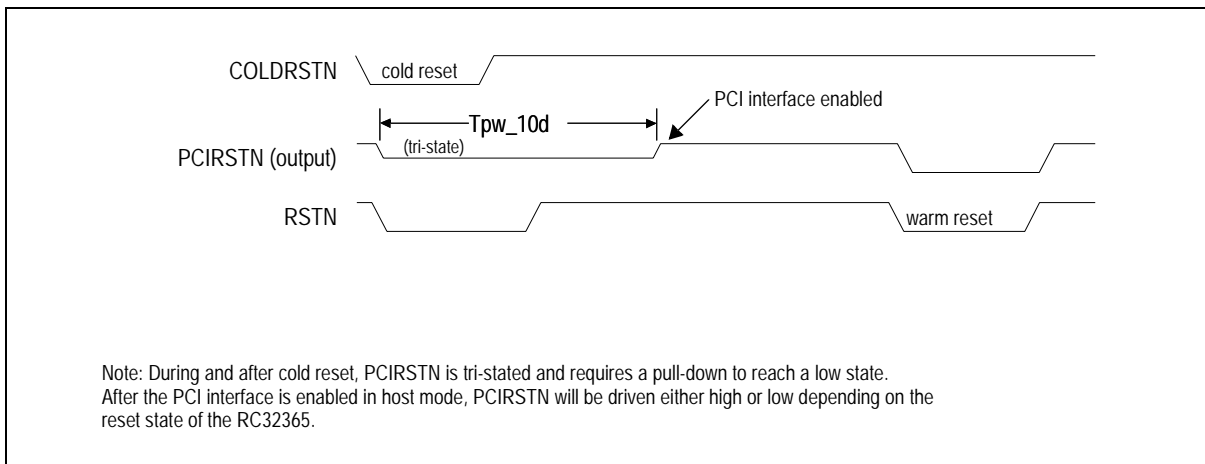 COLDRSTN
cold reset
PCI interface enabled
Tpw_10d
(tri-state)
PCIRSTN (output)
RSTN
warm reset
Note: During and after cold reset, PCIRSTN is tri-stated and requires a pull-down to reach a low state.
After the PCI interface is enabled in host mode, PCIRSTN will be driven either high or low depending on the
reset state of the RC32365.